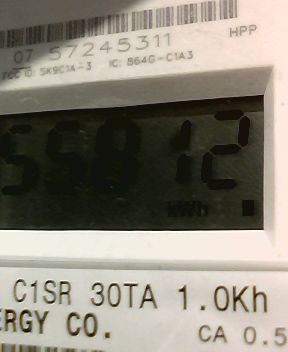 HPP
07 57245311
FCC ID: SK9C1A-3 IC: 864G-C1A3
55812
kWh
C1SR 30TA 1.0Kh
ERGY CO.
CA 0.5